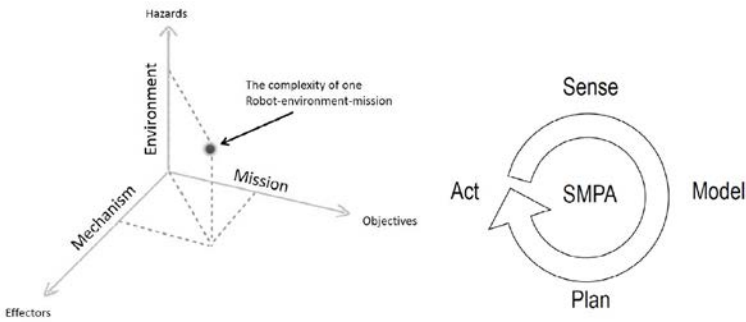 Hazards
Environment
The complexity of one
Robot-environment-mission
Mission
Objectives
Mechanism
Effectors
Sense
Act
SMPA
Model
Plan